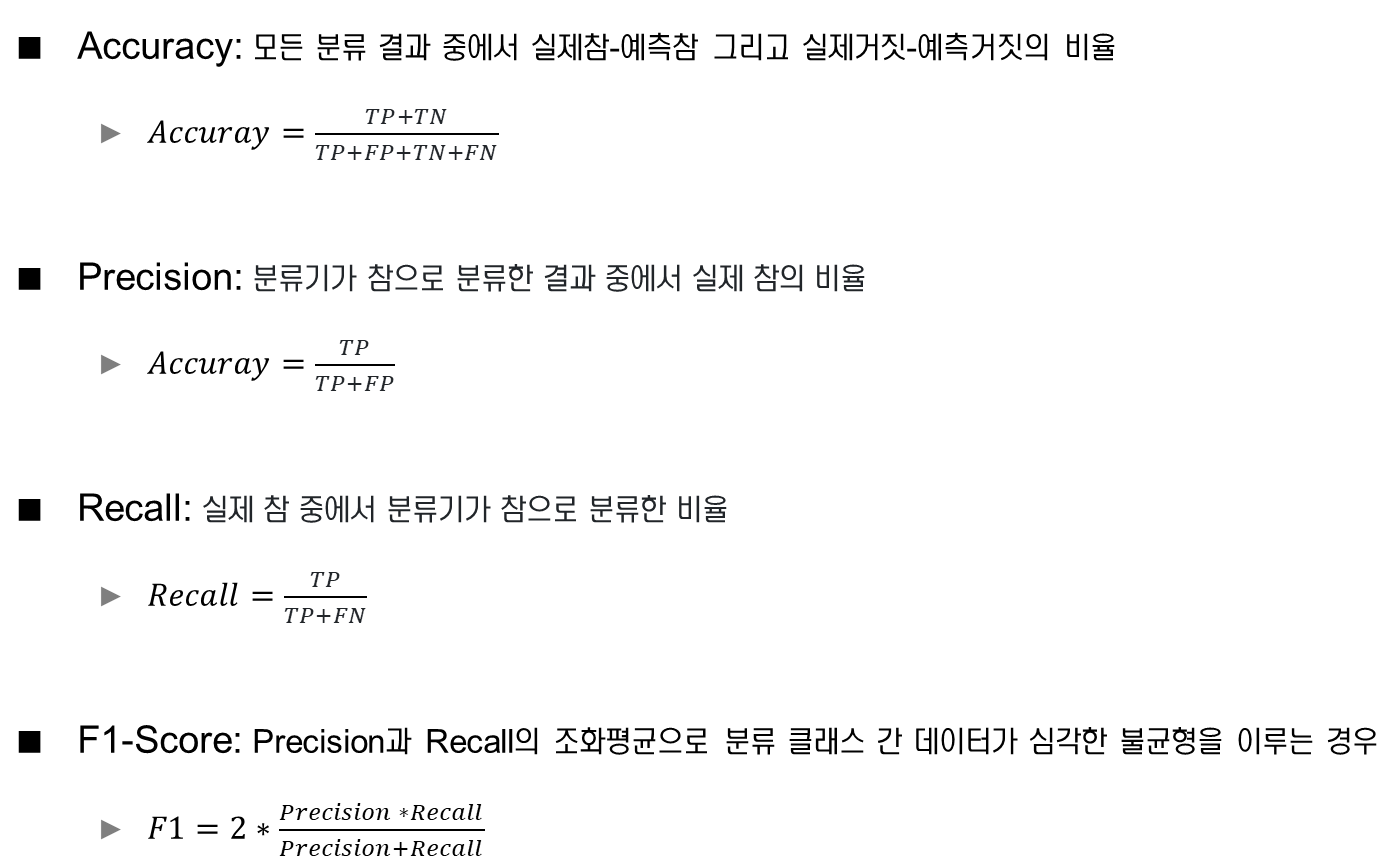 ■ Accuracy: 모든 분류 결과 중에서 실제참-예측참 그리고 실제거짓-예측거짓의 비율
▶ Accuray = \frac{TP+TN}{TP+FP+TN+FN}
■ Precision: 분류기가 참으로 분류한 결과 중에서 실제 참의 비율
▶ Accuray = \frac{TP}{TP+FP}
■ Recall: 실제 참 중에서 분류기가 참으로 분류한 비율
▶ Recall = \frac{TP}{TP+FN}
■ F1-Score: Precision과 Recall의 조화평균으로 분류 클래스 간 데이터가 심각한 불균형을 이루는 경우
▶ F1 = 2 * \frac{Precision *Recall}{Precision+Recall}